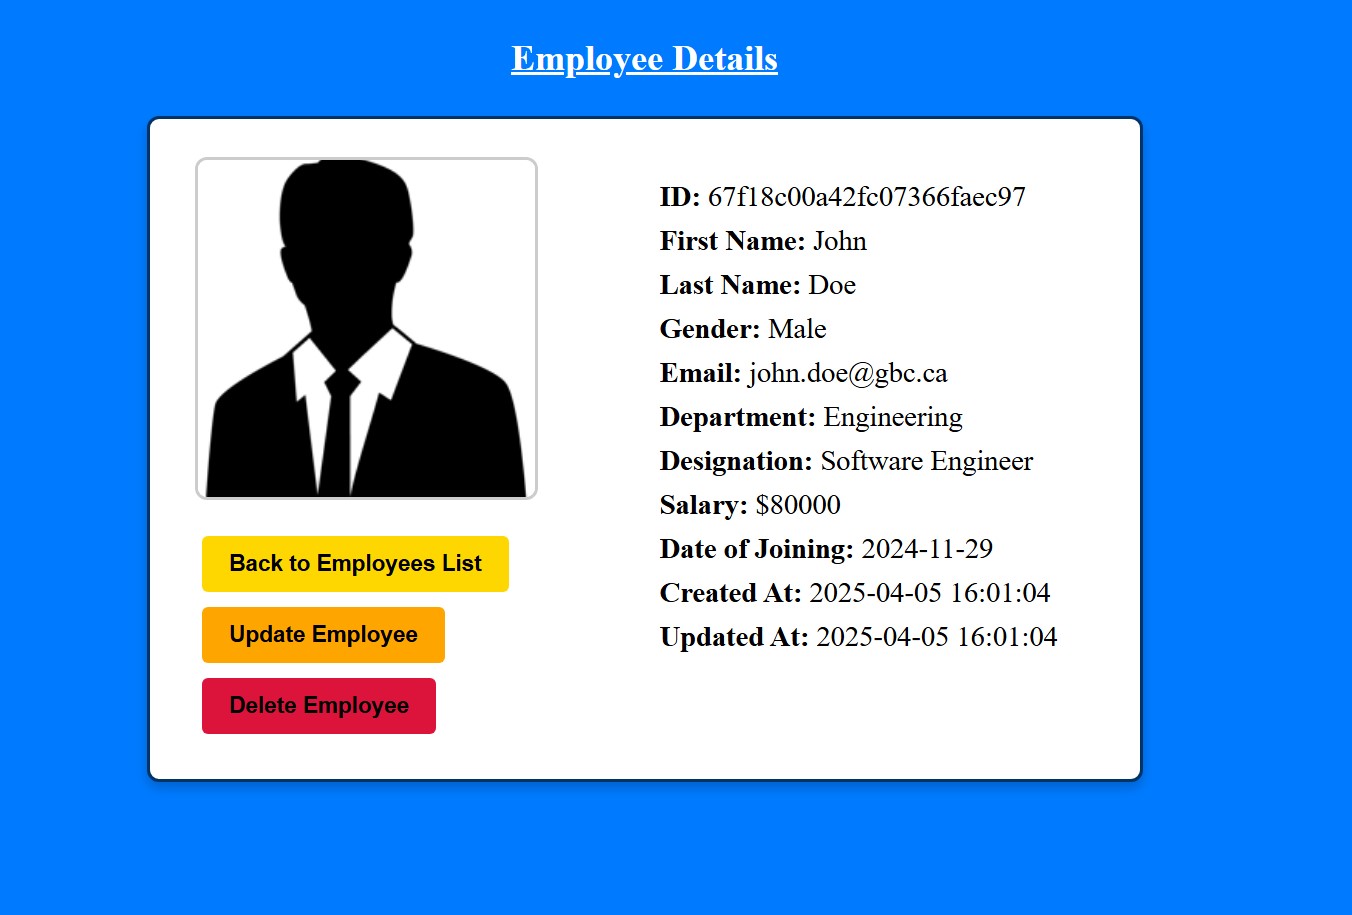 Employee Details
ID: 67f18c00a42fc07366faec97
First Name: John
Last Name: Doe
Gender: Male
Email: john.doe@gbc.ca
Department: Engineering
Designation: Software Engineer
Salary: $80000
Date of Joining: 2024-11-29
Created At: 2025-04-05 16:01:04
Updated At: 2025-04-05 16:01:04
Back to Employees List
Update Employee
Delete Employee